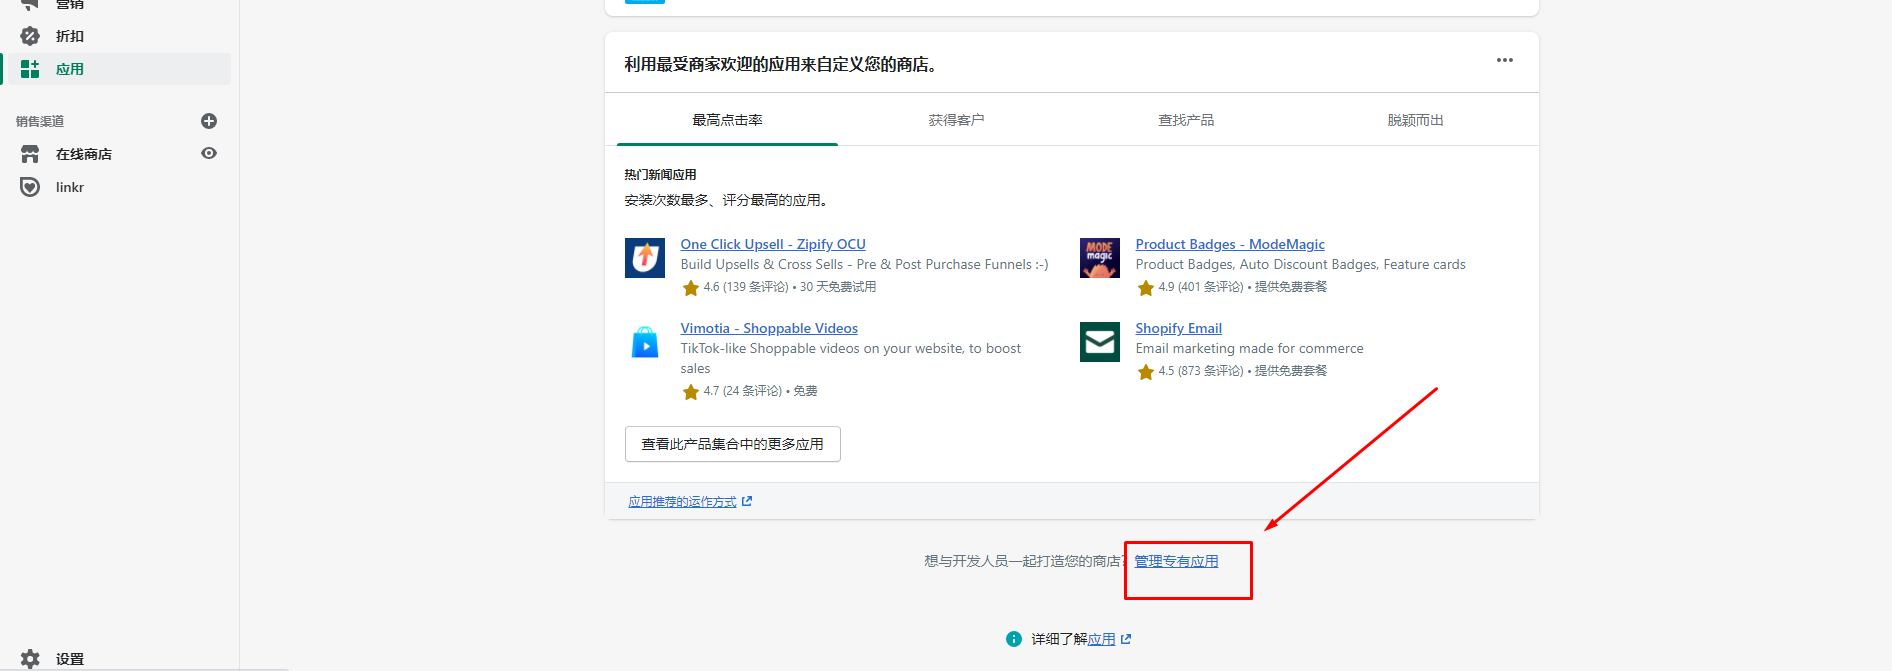 营销
折扣
应用
销售渠道
在线商店
linkr
设置
利用最受商家欢迎的应用来自定义您的商店。
最高点击率
获得客户
查找产品
脱颖而出
热门新闻应用
安装次数最多、评分最高的应用。
One Click Upsell - Zipify OCU
Build Upsells & Cross Sells - Pre & Post Purchase Funnels :-)
4.6 (139 条评论) • 30 天免费试用
MODE
magic
Product Badges - ModeMagic
Product Badges, Auto Discount Badges, Feature cards
4.9 (401 条评论) • 提供免费套餐
Vimotia - Shoppable Videos
TikTok-like Shoppable videos on your website, to boost
sales
4.7 (24 条评论) • 免费
Shopify Email
Email marketing made for commerce
4.5 (873 条评论) • 提供免费套餐
查看此产品集合中的更多应用
应用推荐的运作方式
想与开发人员一起打造您的商店? 管理专有应用
详细了解应用